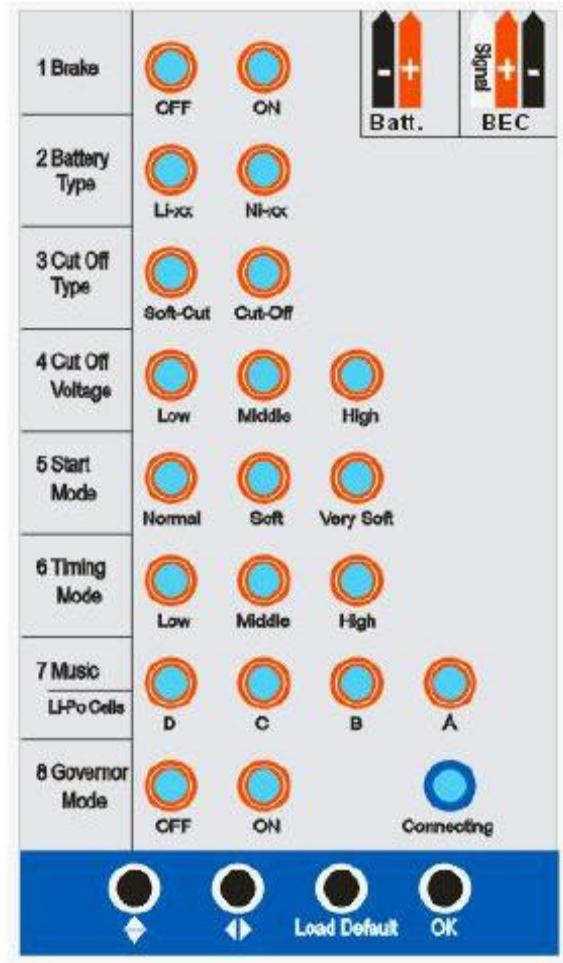 - +
Signal + -
Batt. BEC
1 Brake
OFF ON
2 Battery
Type
Li-xx Ni-xx
3 Cut Off
Type
Soft-Cut Cut-Off
4 Cut Off
Voltage
Low Middle High
5 Start
Mode
Normal Soft Very Soft
6 Timing
Mode
Low Middle High
7 Music
Li-Po Cells
D C B A
8 Governor
Mode
OFF ON Connecting
Load Default OK